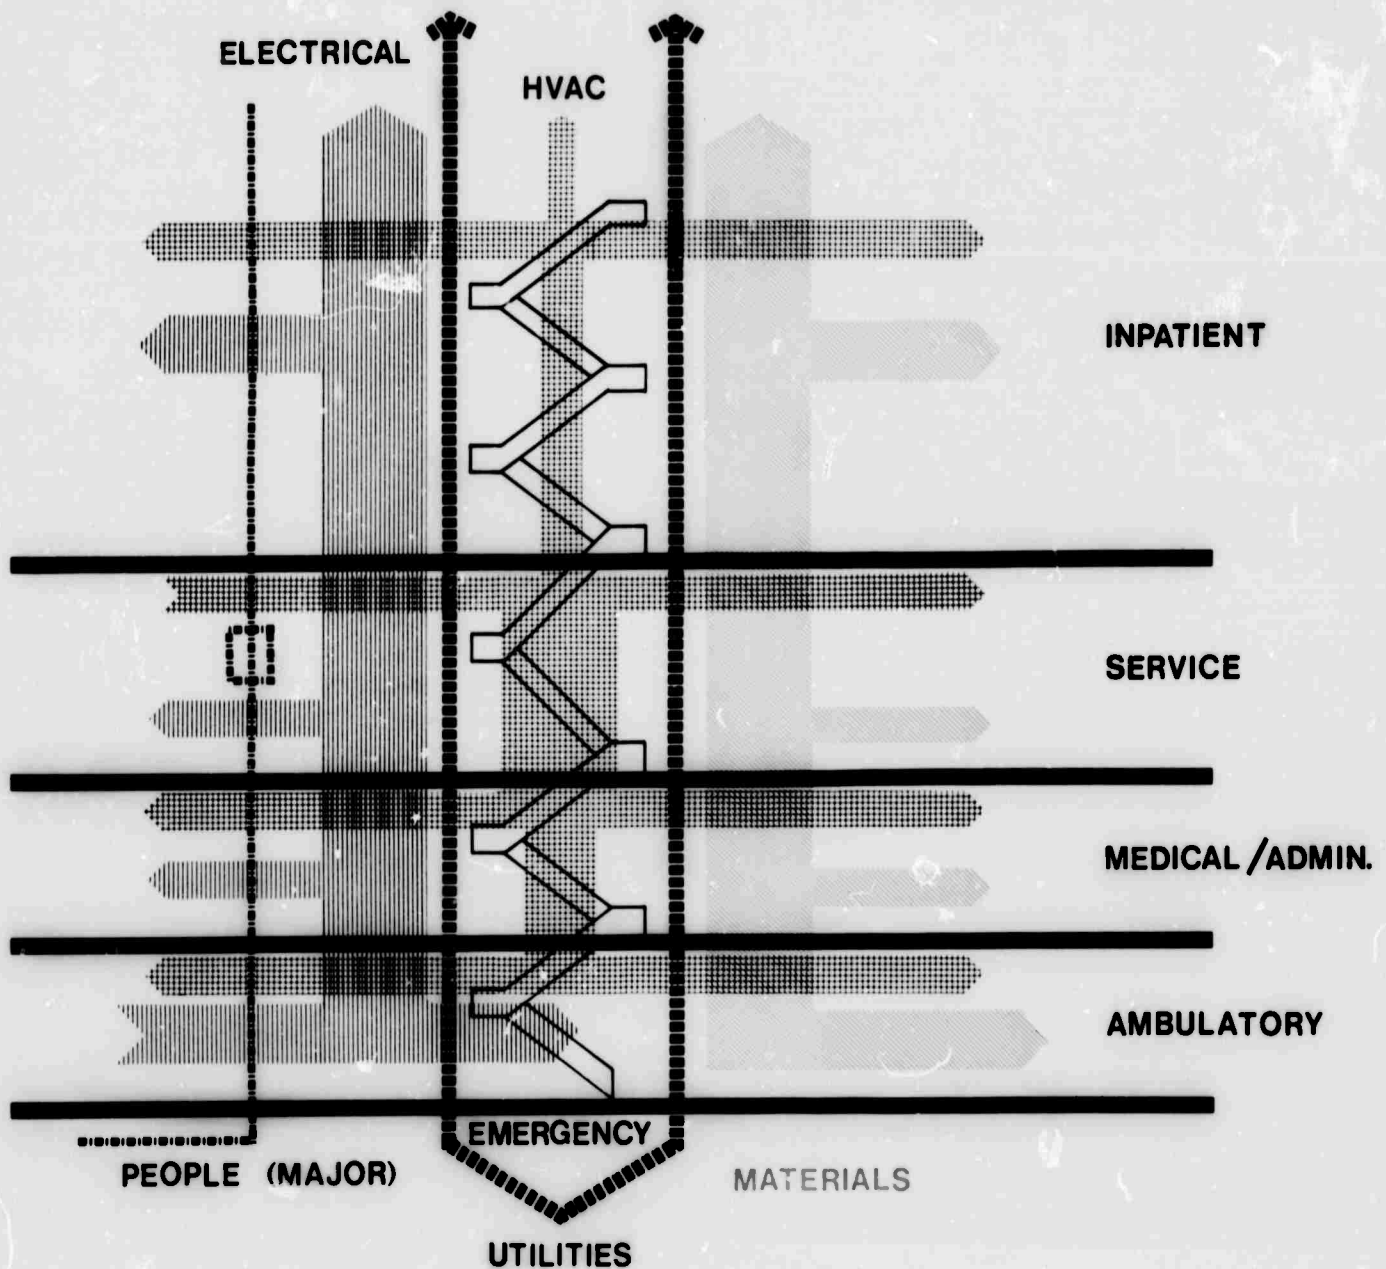 ELECTRICAL
HVAC
INPATIENT
SERVICE
MEDICAL/ADMIN.
AMBULATORY
EMERGENCY
PEOPLE (MAJOR)
MATERIALS
UTILITIES